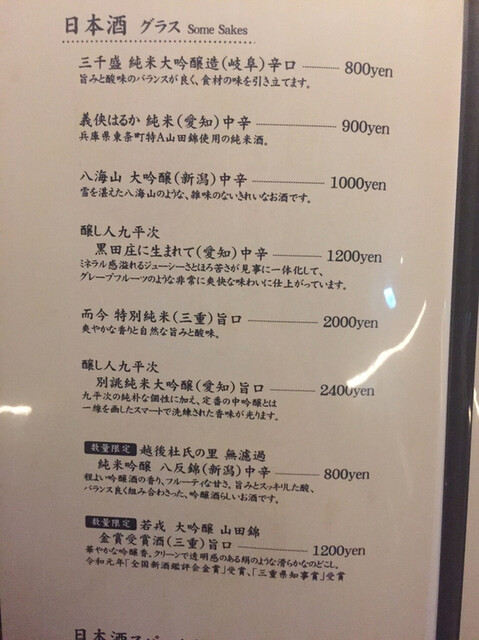 日本酒 グラス Some Sakes
三千盛 純米大吟醸造(岐阜)辛口 800yen
旨みと酸味のバランスが良く、食材の味を引き立てます。
義侠はるか 純米(愛知)中辛 900yen
兵庫県東条町特A山田錦使用の純米酒。
八海山 大吟醸(新潟)中辛 1000yen
雪を湛えた八海山のような、雑味のないきれいなお酒です。
醸し人九平次
黒田庄に生まれて(愛知)中辛 1200yen
ミネラル感溢れるジューシーさとほろ苦さが見事に一体化して、
グレープフルーツのような非常に爽快な味わいに仕上がっています。
而今 特別純米(三重)旨口 2000yen
爽やかな香りと自然な旨みと酸味。
醸し人九平次
別誂純米大吟醸(愛知)旨口 2400yen
九平次の純朴な個性に加え、定番の中吟醸とは
一線を画したスマートで洗練された香味が光ります。
数量限定 越後杜氏の里 無濾過
純米吟醸 八反錦(新潟)中辛 800yen
程よい吟醸酒の香り、フルーティな甘さ、旨みとスッキリした酸、
バランス良く組み合わさった、吟醸酒らしいお酒です。
数量限定 若戎 大吟醸 山田錦
金賞受賞酒(三重)旨口 1200yen
華やかな吟醸香、クリーンで透明感のある絹のような滑らかなのどごし。
令和元年「全国新酒鑑評会金賞」受賞、「三重県知事賞」受賞